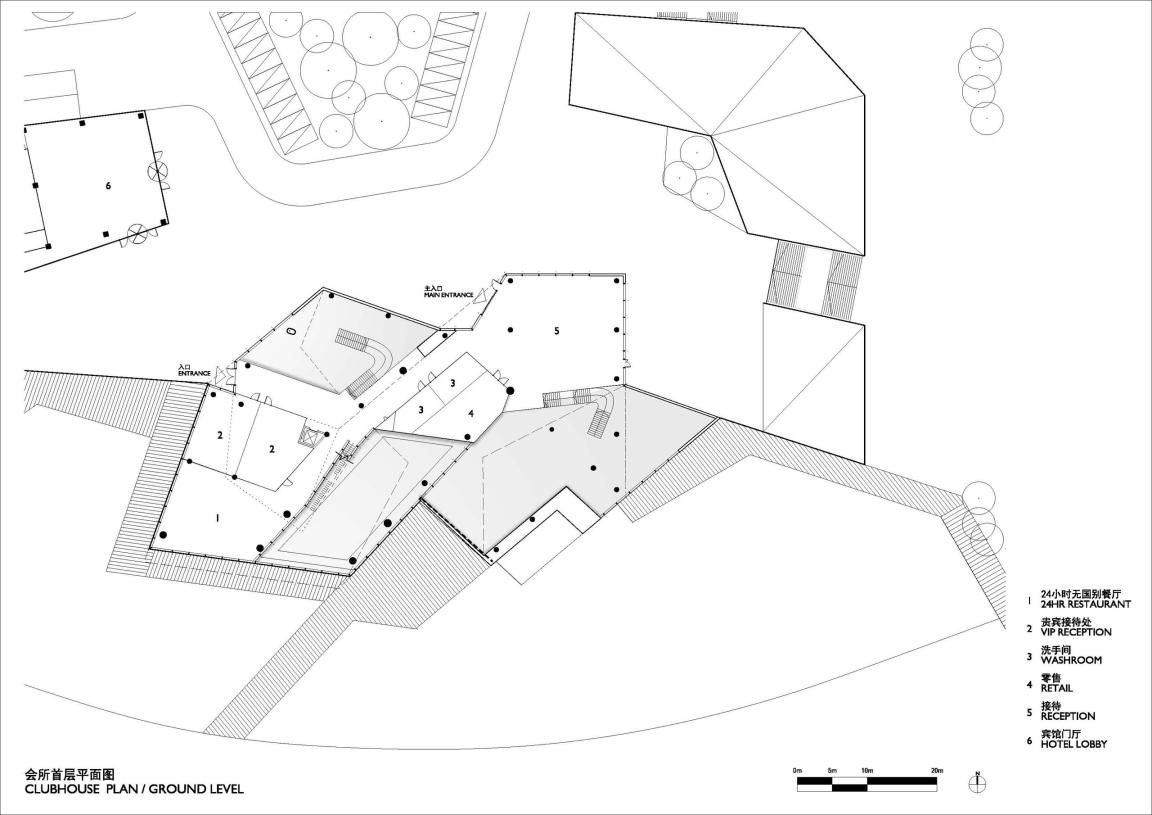 6
主入口
MAIN ENTRANCE
5
入口
ENTRANCE
3
3
4
2
2
1
1 24小时无国别餐厅
24HR RESTAURANT
2 贵宾接待处
VIP RECEPTION
3 洗手间
WASHROOM
4 零售
RETAIL
5 接待
RECEPTION
6 宾馆门厅
HOTEL LOBBY
会所首层平面图
CLUBHOUSE PLAN / GROUND LEVEL
0m 5m 10m 20m
N